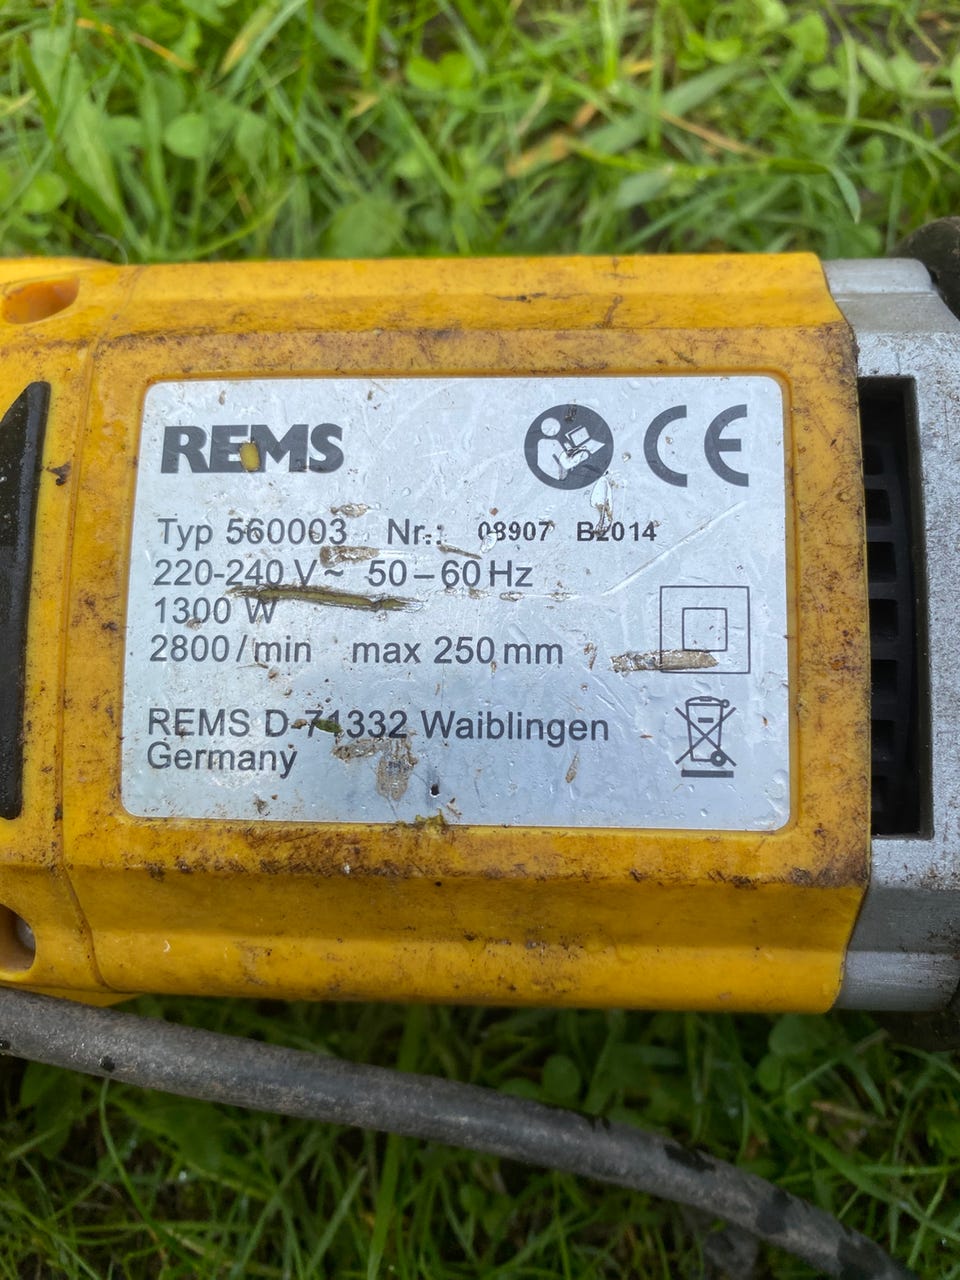 REMS
CE
Typ 560003 Nr.: 08907 B2014
220-240 V~ 50–60 Hz
1300 W
2800/min max 250 mm
REMS D-71332 Waiblingen
Germany